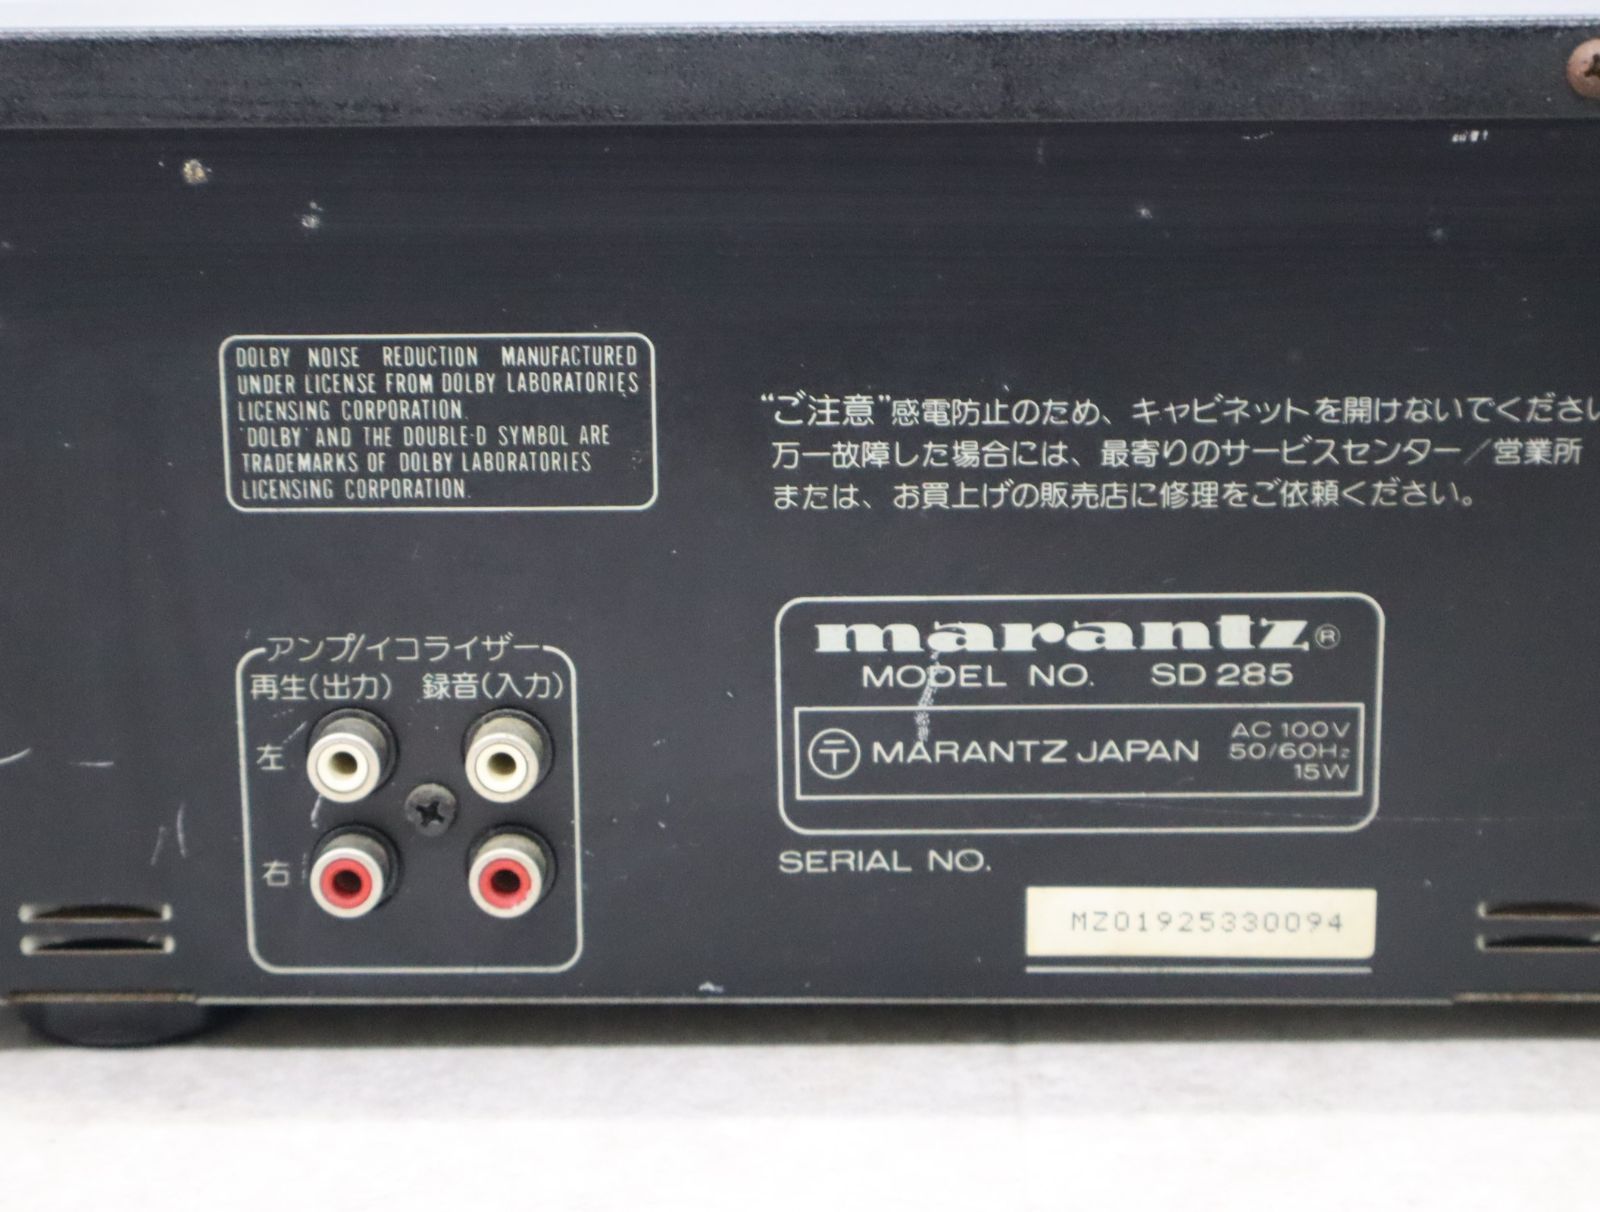 DOLBY NOISE REDUCTION MANUFACTURED
UNDER LICENSE FROM DOLBY LABORATORIES
LICENSING CORPORATION.
'DOLBY' AND THE DOUBLE-D SYMBOL ARE
TRADEMARKS OF DOLBY LABORATORIES
LICENSING CORPORATION.
“ご注意”感電防止のため、キャビネットを開けないでください
万一故障した場合には、最寄りのサービスセンター／営業所
または、お買上げの販売店に修理をご依頼ください。
アンプ/イコライザー
再生(出力) 録音(入力)
左
右
marantz®
MODEL NO. SD 285
〒 MARANTZ JAPAN
AC 100V
50/60Hz
15W
SERIAL NO.
MZ01925330094